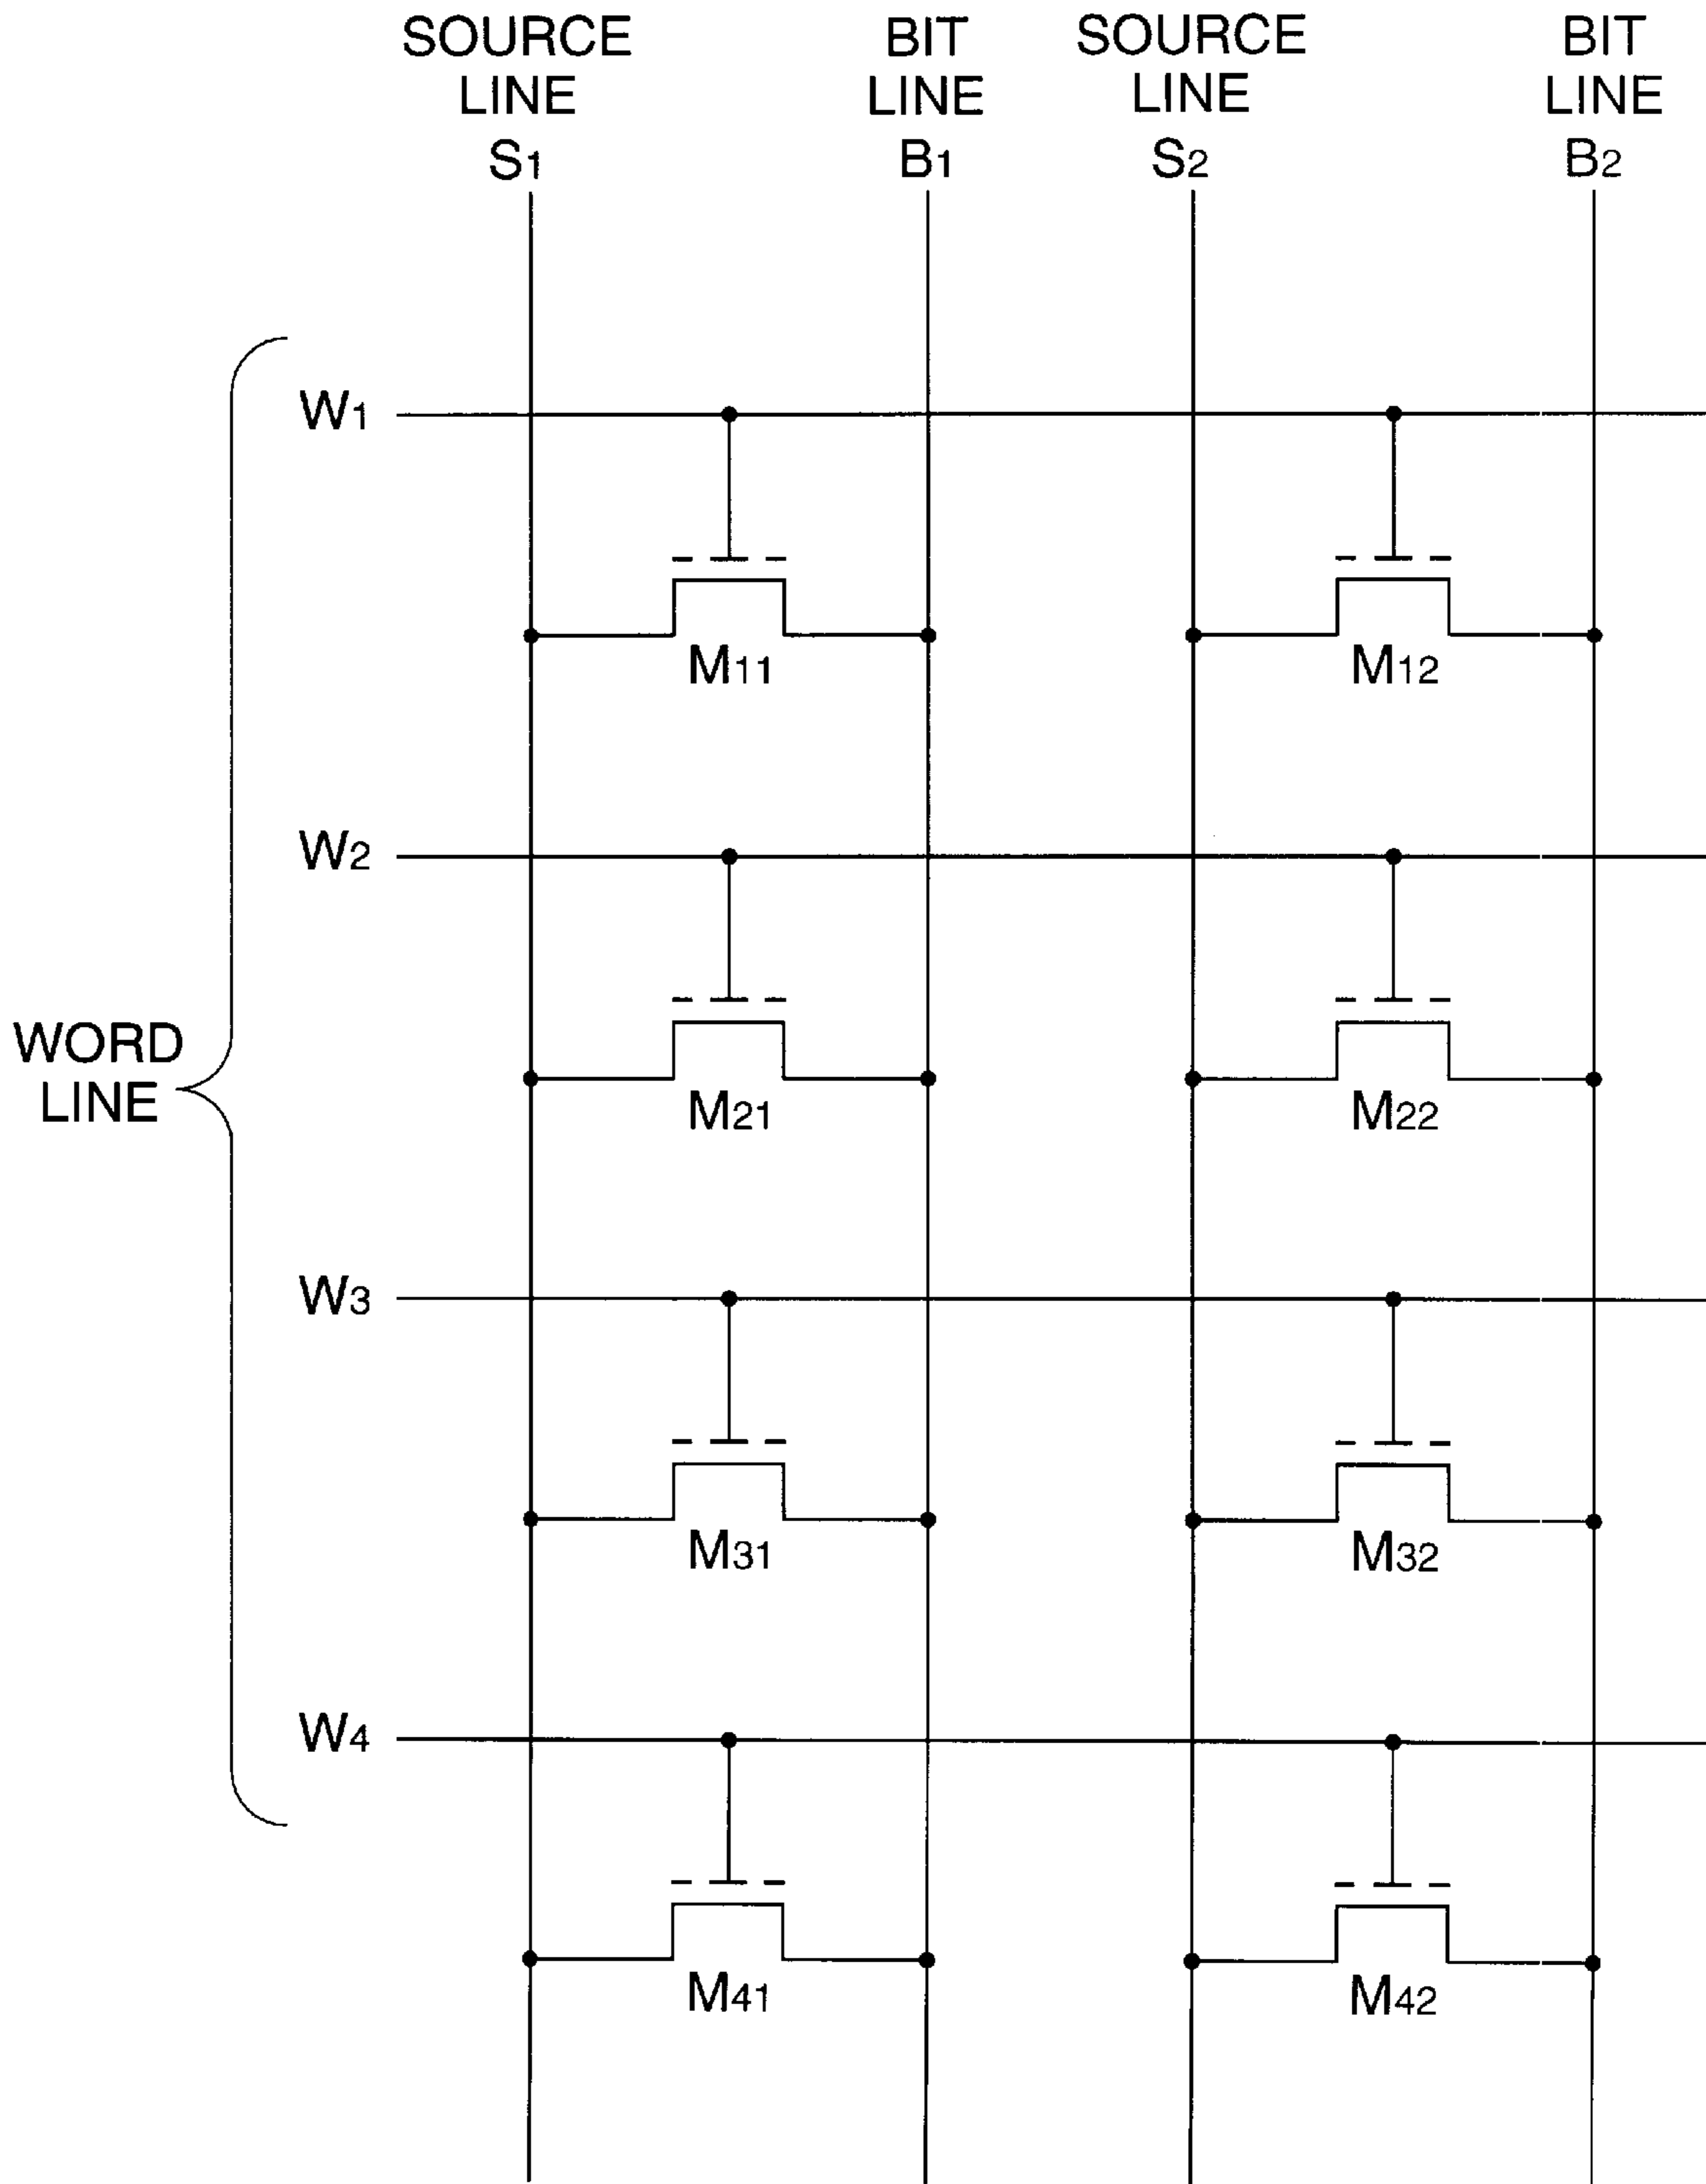 SOURCE
LINE
S1
BIT
LINE
B1
SOURCE
LINE
S2
BIT
LINE
B2
W1
M11
M12
W2
M21
M22
WORD
LINE
W3
M31
M32
W4
M41
M42